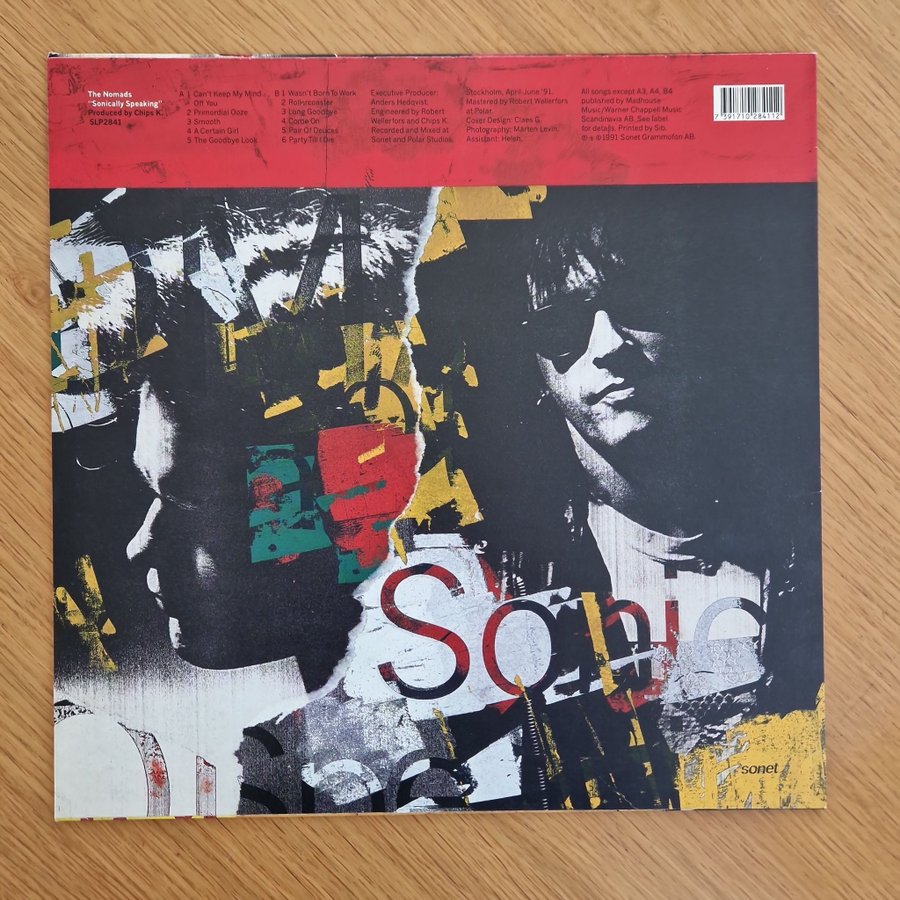 The Nomads
"Sonically Speaking"
Produced by Chips K.
SLP2841
A 1 Can't Keep My Mind
Off You
2 Primordial Ooze
3 Smooth
4 A Certain Girl
5 The Goodbye Look
B 1 Wasn't Born To Work
2 Rollercoaster
3 Long Goodbye
4 Come On
5 Pair Of Deuces
6 Party Till I Die
Executive Producer:
Anders Hedqvist.
Engineered by Robert
Wellerfors and Chips K.
Recorded and Mixed at
Sonet and Polar Studios,
Stockholm, April-June '91.
Mastered by Robert Wellerfors
at Polar.
Cover Design: Claes G.
Photography: Mårten Levin.
Assistant: Heleh.
All songs except A3, A4, B4
published by Madhouse
Music/Warner Chappell Music
Scandinavia AB. See label
for details. Printed by Sib.
℗ & ©1991 Sonet Grammofon AB.
7 391710 284112
Sonic
sonet